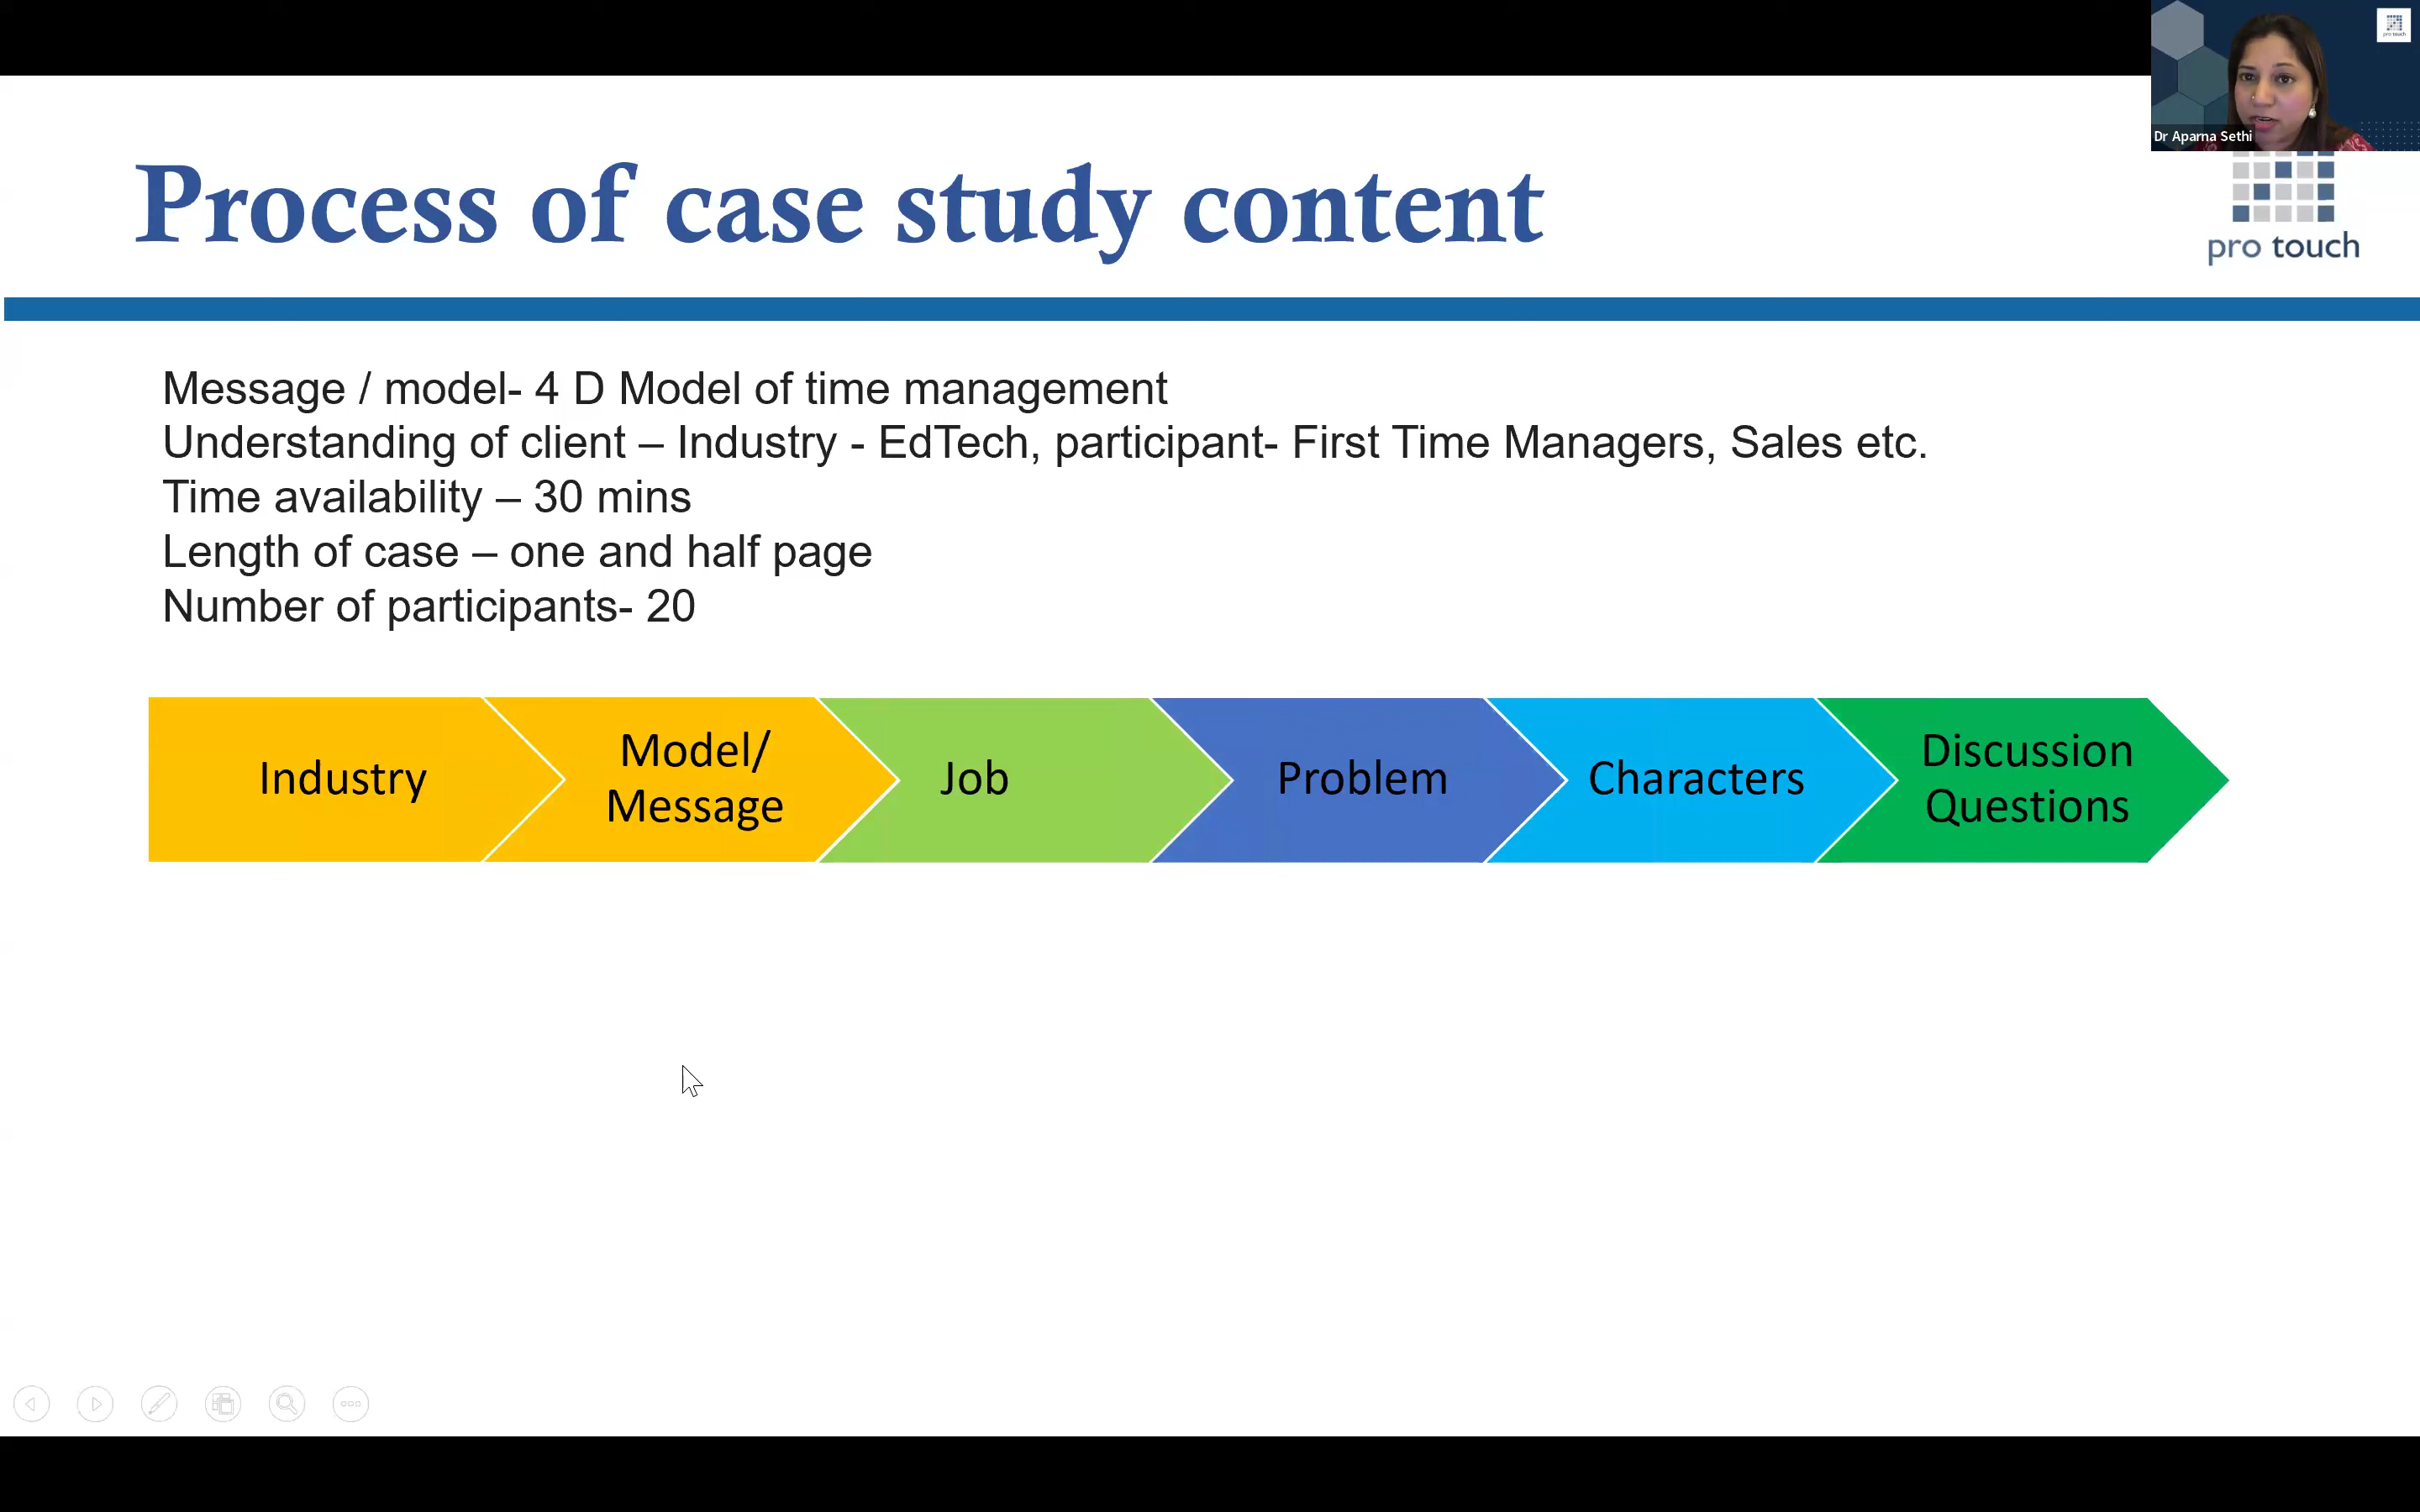 pro touch
Dr Aparna Sethi
Process of case study content
pro touch
Message / model- 4 D Model of time management
Understanding of client – Industry - EdTech, participant- First Time Managers, Sales etc.
Time availability – 30 mins
Length of case – one and half page
Number of participants- 20
Industry
Model/
Message
Job
Problem
Characters
Discussion
Questions